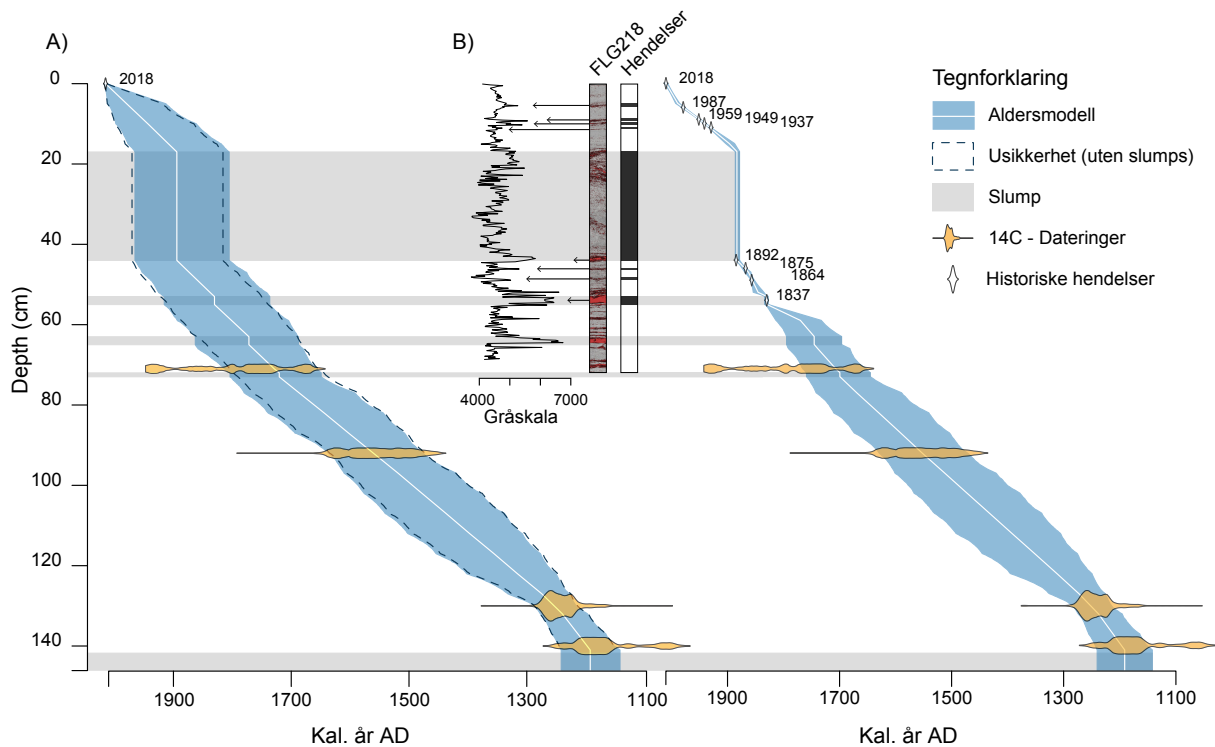 A)
B)
FLG218
Hendelser
Tegnforklaring
Aldersmodell
Usikkerhet (uten slumps)
Slump
14C - Dateringer
Historiske hendelser
Depth (cm)
0
20
40
60
80
100
120
140
2018
4000 7000
Gråskala
2018
1987
1959
1949
1937
1892
1875
1864
1837
1900 1700 1500 1300 1100
Kal. år AD
1900 1700 1500 1300 1100
Kal. år AD